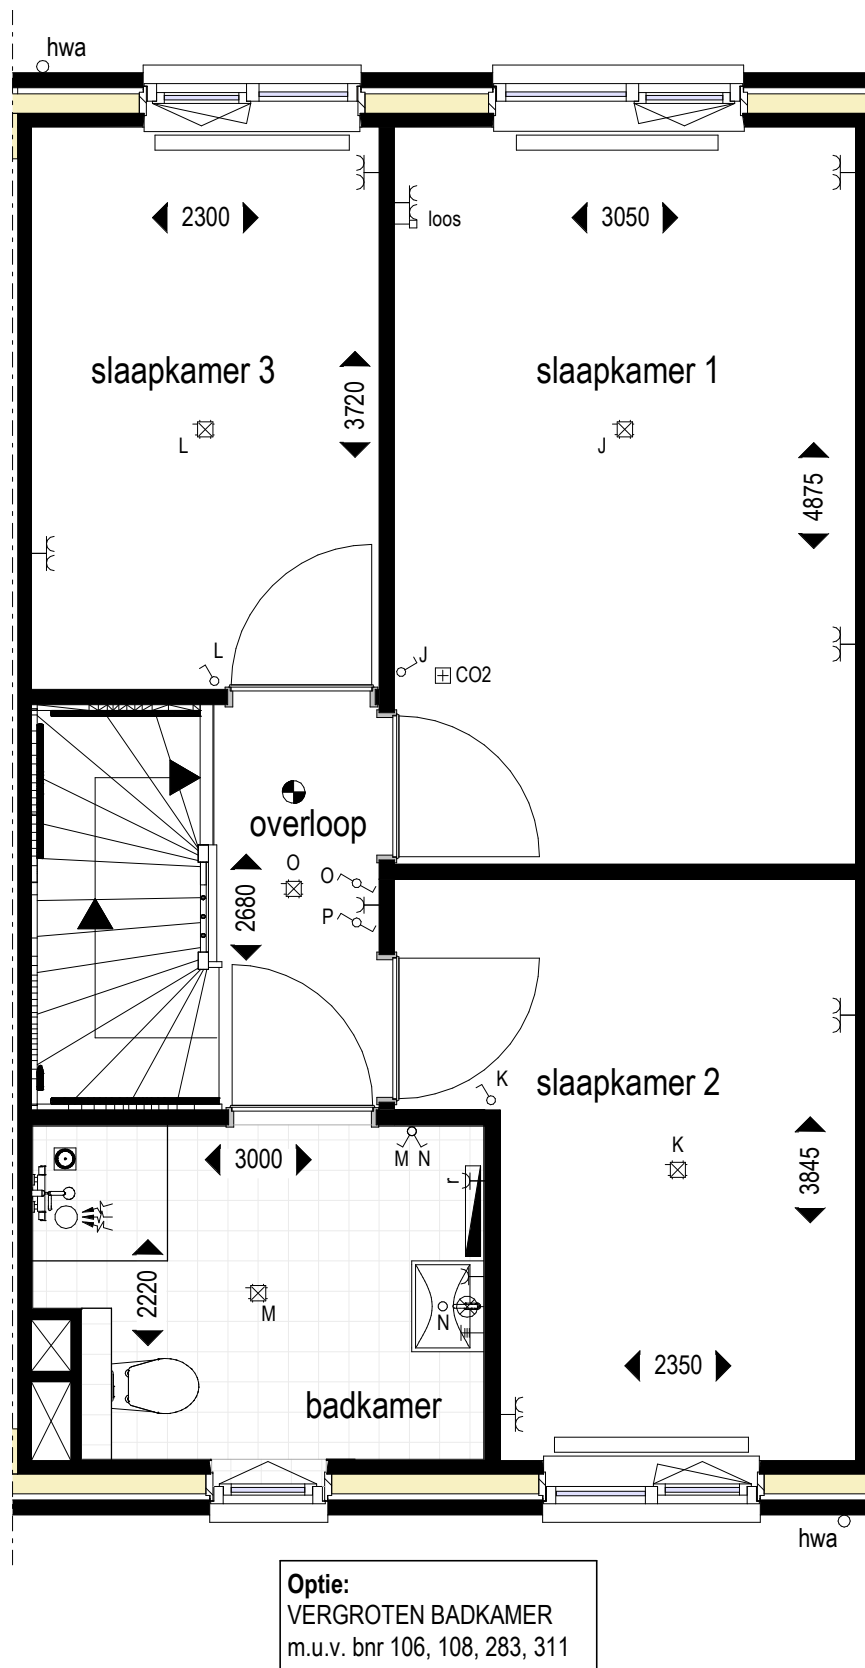 hwa
2300
3050
loos
slaapkamer 3
slaapkamer 1
3720
L
J
4875
L
J
CO2
overloop
O
O
2680
P
K
slaapkamer 2
3000
M N
K
r
3845
2220
M
N
2350
badkamer
hwa
Optie:
VERGROTEN BADKAMER
m.u.v. bnr 106, 108, 283, 311